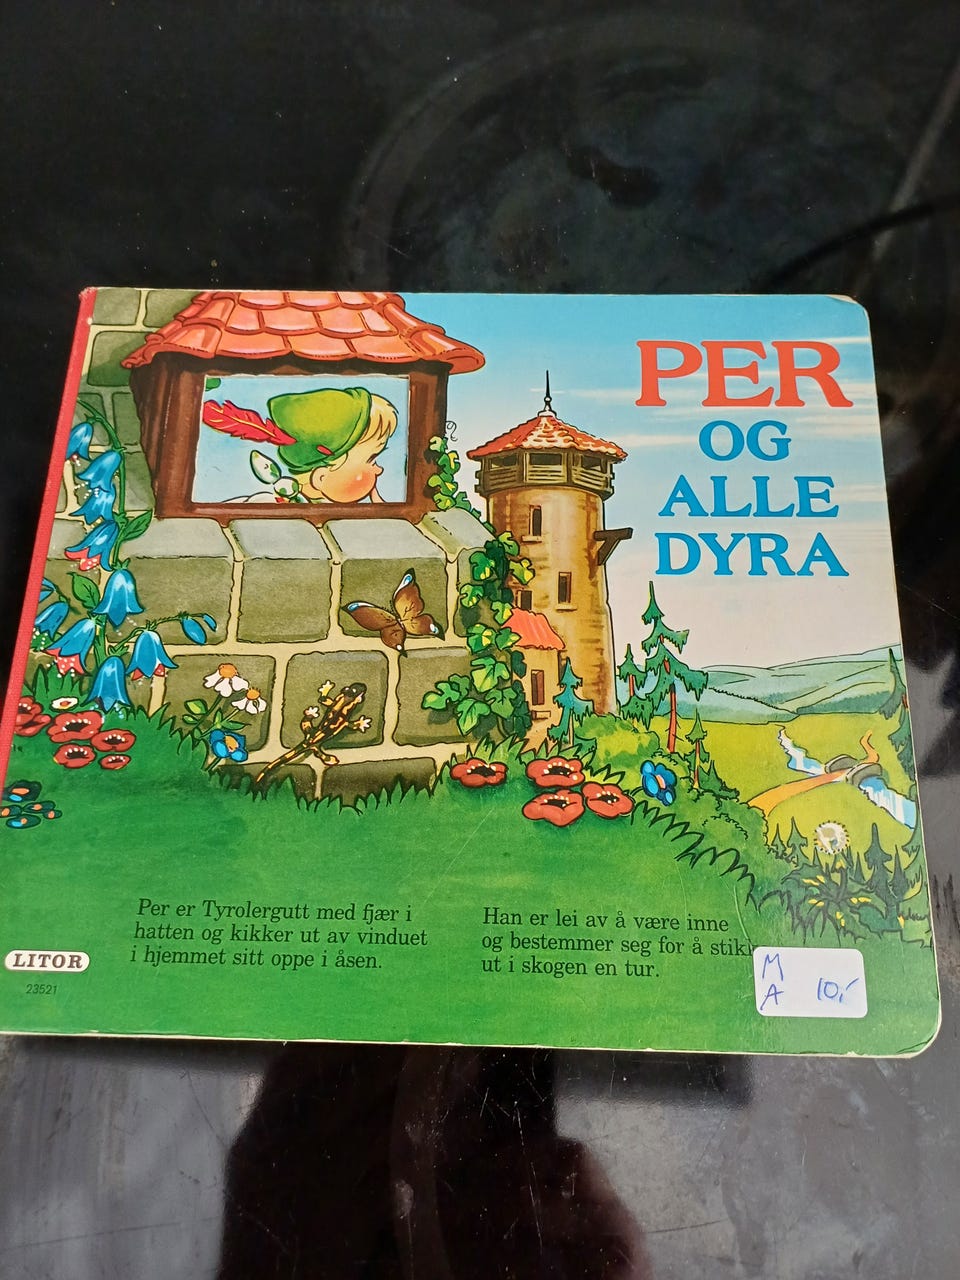 PER
OG
ALLE
DYRA
Per er Tyrolergutt med fjær i
hatten og kikker ut av vinduet
i hjemmet sitt oppe i åsen.
Han er lei av å være inne
og bestemmer seg for å
ut i skogen en tur.
LITOR
23521
M
A 10,-